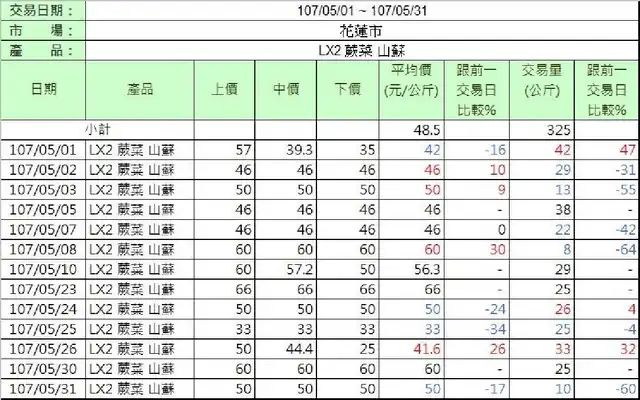 交易日期： 107/05/01 ~ 107/05/31
市　場： 花蓮市
產　品： LX2 蕨菜 山蘇
日期 產品 上價 中價 下價 平均價(元/公斤) 跟前一交易日比較% 交易量(公斤) 跟前一交易日比較%
小計 48.5 325
107/05/01 LX2 蕨菜 山蘇 57 39.3 35 42 -16 42 47
107/05/02 LX2 蕨菜 山蘇 46 46 46 46 10 29 -31
107/05/03 LX2 蕨菜 山蘇 50 50 50 50 9 13 -55
107/05/05 LX2 蕨菜 山蘇 46 46 46 46 - 38 -
107/05/07 LX2 蕨菜 山蘇 46 46 46 46 0 22 -42
107/05/08 LX2 蕨菜 山蘇 60 60 60 60 30 8 -64
107/05/10 LX2 蕨菜 山蘇 60 57.2 50 56.3 - 29 -
107/05/23 LX2 蕨菜 山蘇 66 66 66 66 - 25 -
107/05/24 LX2 蕨菜 山蘇 50 50 50 50 -24 26 4
107/05/25 LX2 蕨菜 山蘇 33 33 33 33 -34 25 -4
107/05/26 LX2 蕨菜 山蘇 50 44.4 25 41.6 26 33 32
107/05/30 LX2 蕨菜 山蘇 60 60 60 60 - 25 -
107/05/31 LX2 蕨菜 山蘇 50 50 50 50 -17 10 -60